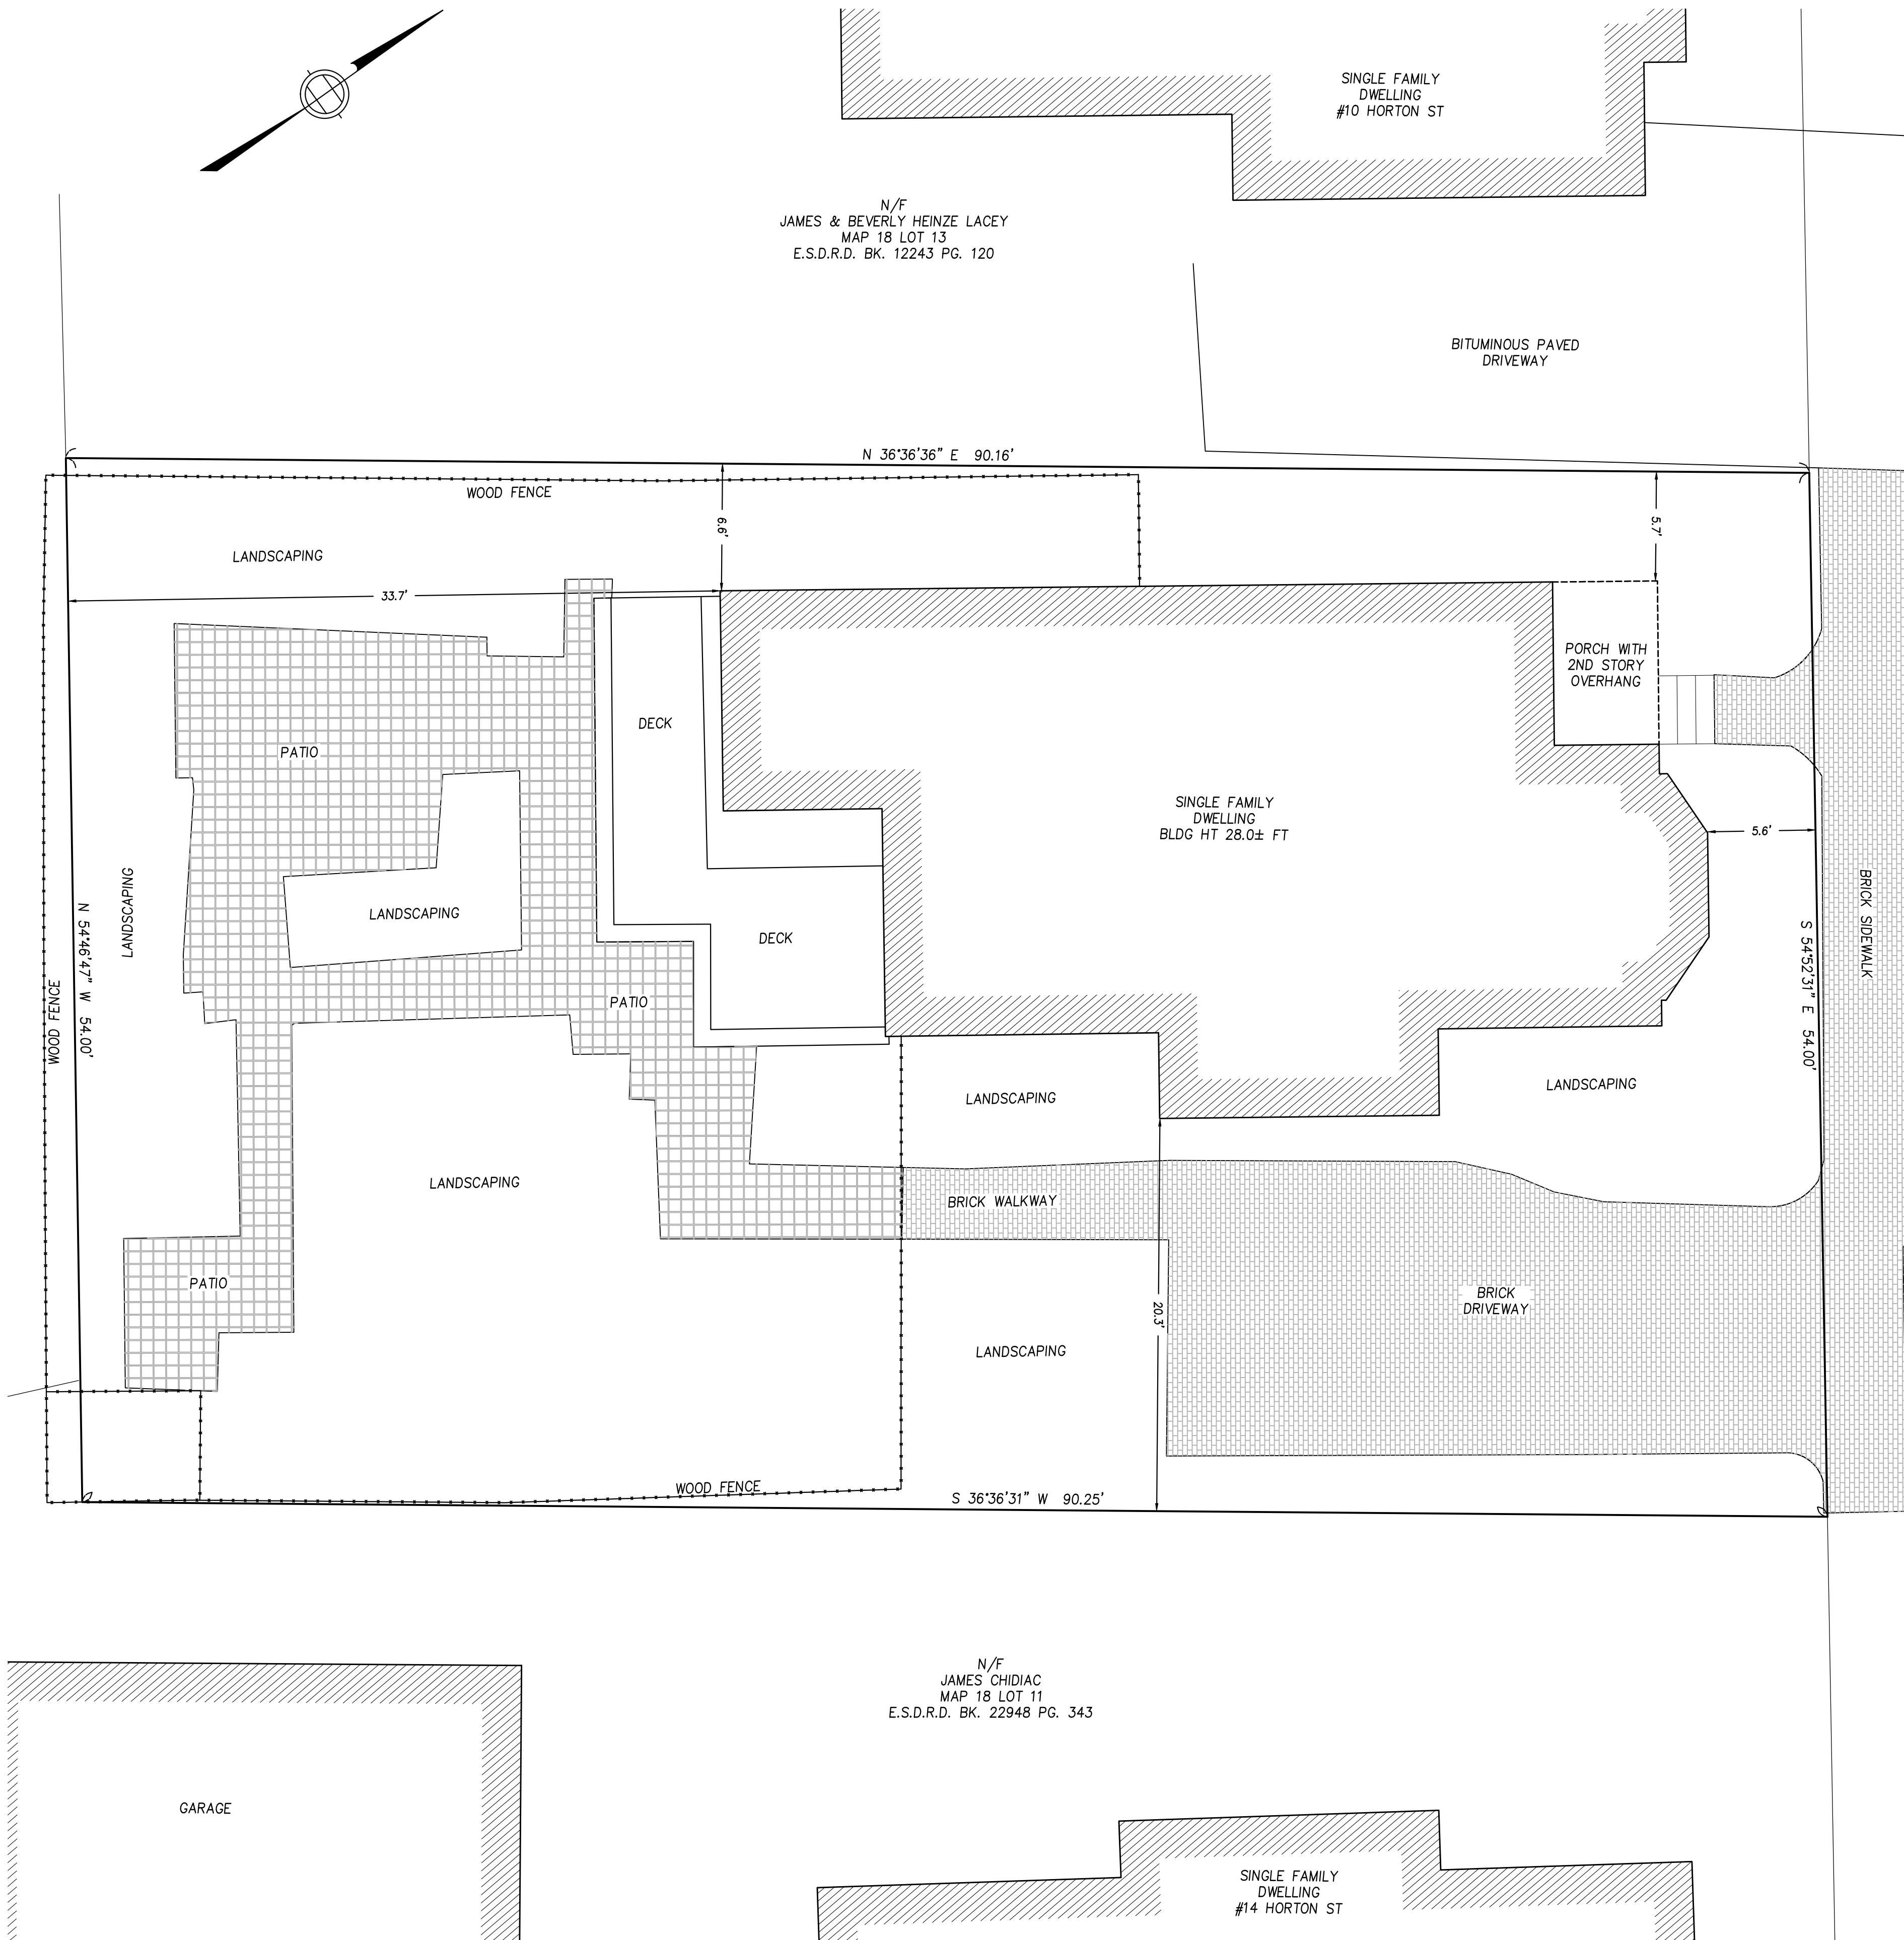 SINGLE FAMILY
DWELLING
#10 HORTON ST
N/F
JAMES & BEVERLY HEINZE LACEY
MAP 18 LOT 13
E.S.D.R.D. BK. 12243 PG. 120
BITUMINOUS PAVED
DRIVEWAY
N 36°36'36" E 90.16'
WOOD FENCE
6.6'
5.7'
LANDSCAPING
33.7'
PORCH WITH
2ND STORY
OVERHANG
DECK
PATIO
SINGLE FAMILY
DWELLING
BLDG HT 28.0± FT
5.6'
LANDSCAPING
LANDSCAPING
DECK
BRICK SIDEWALK
N 54°46'47" W 54.00'
S 54°52'31" E 54.00'
WOOD FENCE
PATIO
LANDSCAPING
LANDSCAPING
LANDSCAPING
BRICK WALKWAY
PATIO
BRICK
DRIVEWAY
20.3'
LANDSCAPING
WOOD FENCE
S 36°36'31" W 90.25'
N/F
JAMES CHIDIAC
MAP 18 LOT 11
E.S.D.R.D. BK. 22948 PG. 343
GARAGE
SINGLE FAMILY
DWELLING
#14 HORTON ST